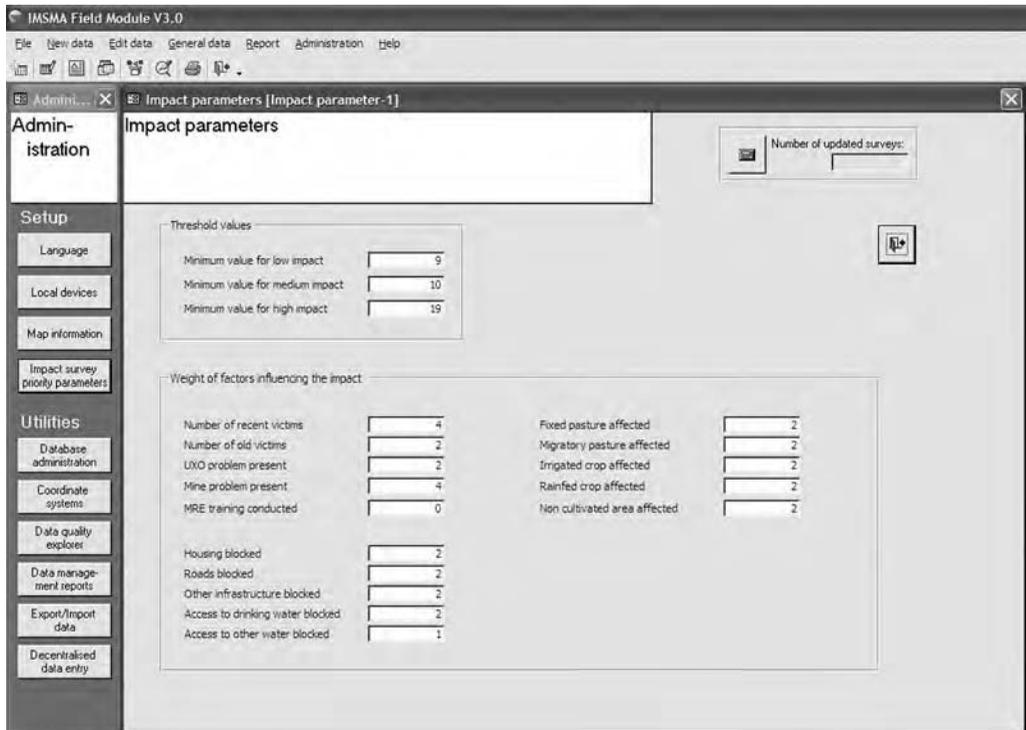 IMSMA Field Module V3.0
File New data Edit data General data Report Administration Help
Admini...
Impact parameters [Impact parameter-1]
Admin-
istration
Impact parameters
Number of updated surveys:
Setup
Language
Local devices
Map information
Impact survey
priority parameters
Utilities
Database
administration
Coordinate
systems
Data quality
explorer
Data manage-
ment reports
Export/Import
data
Decentralised
data entry
Threshold values
Minimum value for low impact 9
Minimum value for medium impact 10
Minimum value for high impact 19
Weight of factors influencing the impact
Number of recent victims 4
Number of old victims 2
UXO problem present 2
Mine problem present 4
MRE training conducted 0
Housing blocked 2
Roads blocked 2
Other infrastructure blocked 2
Access to drinking water blocked 2
Access to other water blocked 1
Fixed pasture affected 2
Migratory pasture affected 2
Irrigated crop affected 2
Rainfed crop affected 2
Non cultivated area affected 2